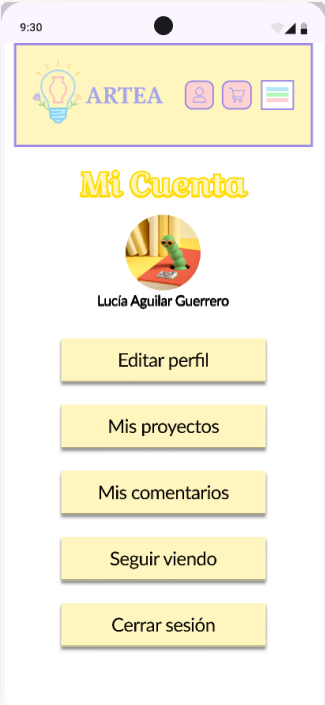 9:30
ARTEA
Mi Cuenta
Lucía Aguilar Guerrero
Editar perfil
Mis proyectos
Mis comentarios
Seguir viendo
Cerrar sesión